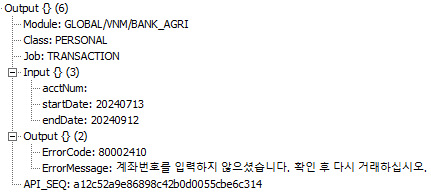 Output {} (6)
Module: GLOBAL/VNM/BANK_AGRI
Class: PERSONAL
Job: TRANSACTION
Input {} (3)
acctNum:
startDate: 20240713
endDate: 20240912
Output {} (2)
ErrorCode: 80002410
ErrorMessage: 계좌번호를 입력하지 않으셨습니다. 확인 후 다시 거래하십시오.
API_SEQ: a12c52a9e86898c42b0d0055cbe6c314